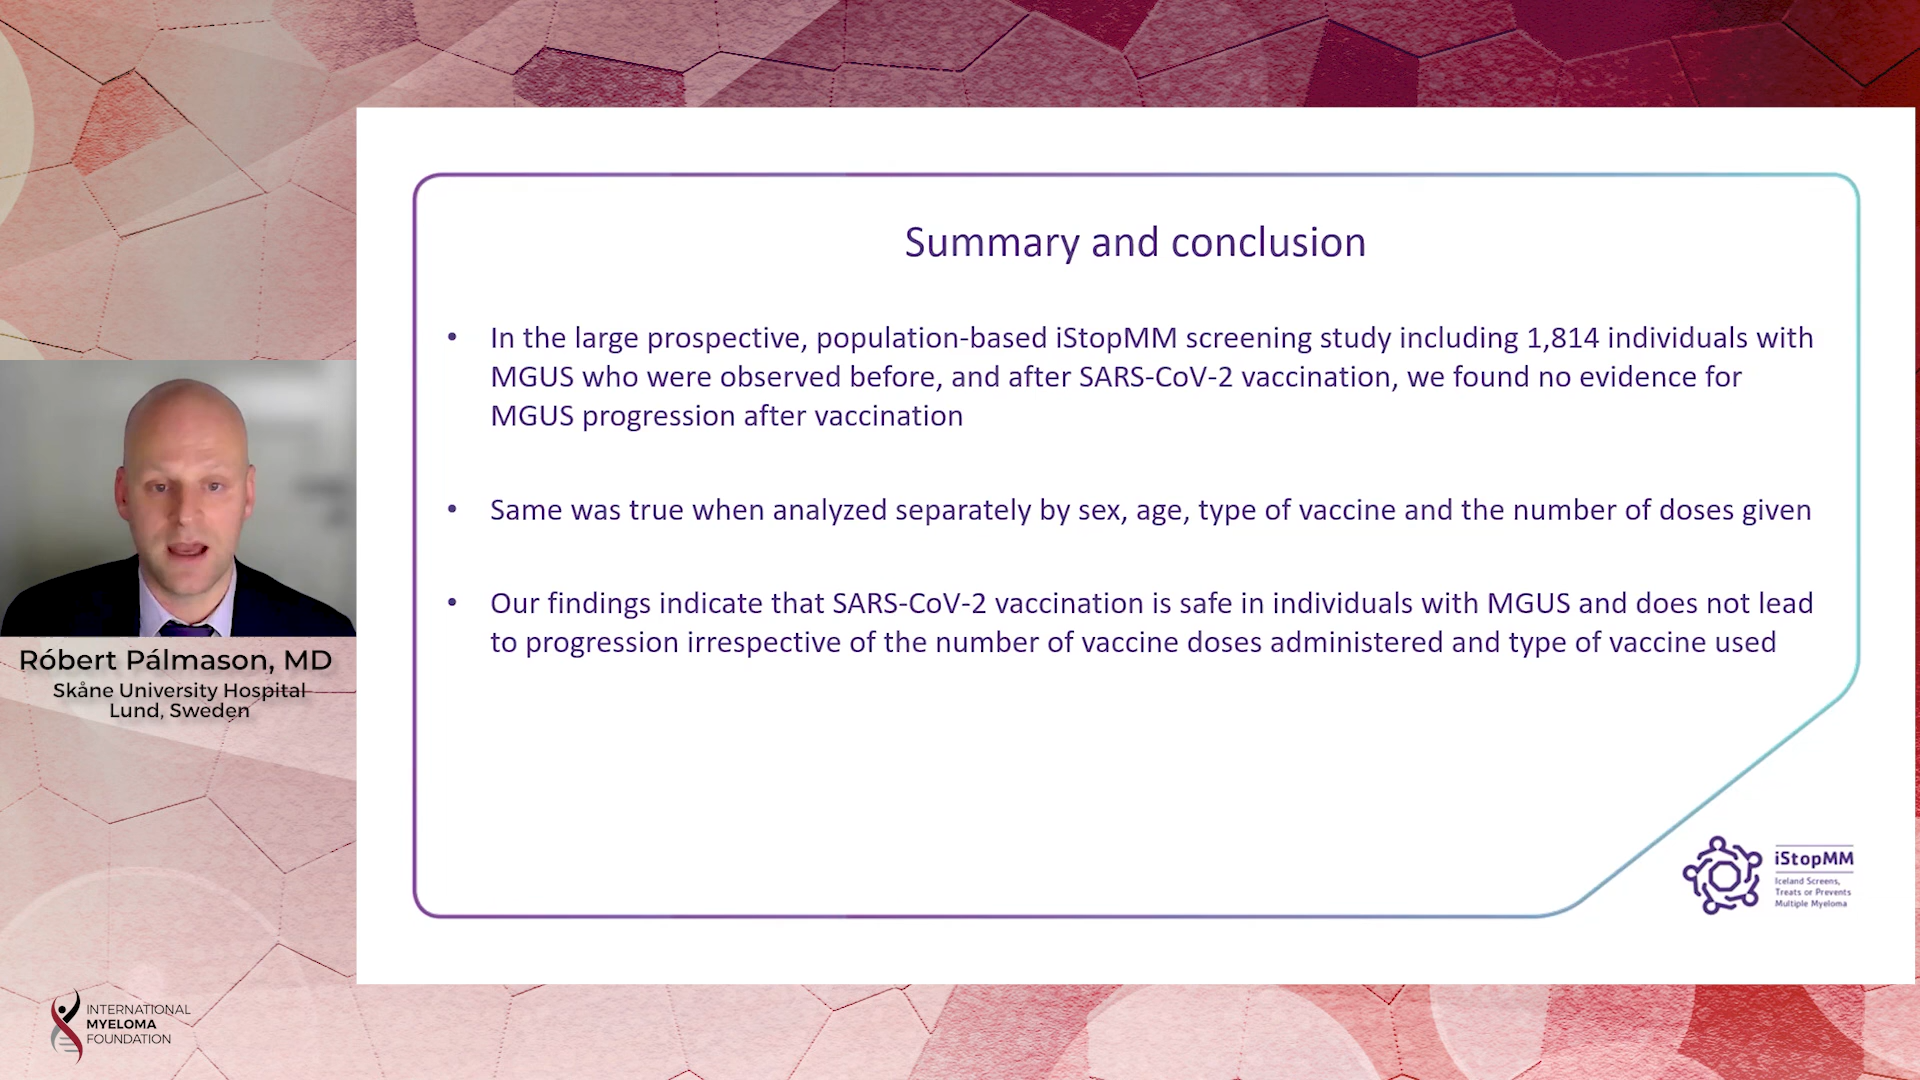 Summary and conclusion
• In the large prospective, population-based iStopMM screening study including 1,814 individuals with
MGUS who were observed before, and after SARS-CoV-2 vaccination, we found no evidence for
MGUS progression after vaccination
• Same was true when analyzed separately by sex, age, type of vaccine and the number of doses given
• Our findings indicate that SARS-CoV-2 vaccination is safe in individuals with MGUS and does not lead
to progression irrespective of the number of vaccine doses administered and type of vaccine used
Róbert Pálmason, MD
Skåne University Hospital
Lund, Sweden
iStopMM
Iceland Screens,
Treats or Prevents
Multiple Myeloma
INTERNATIONAL
MYELOMA
FOUNDATION